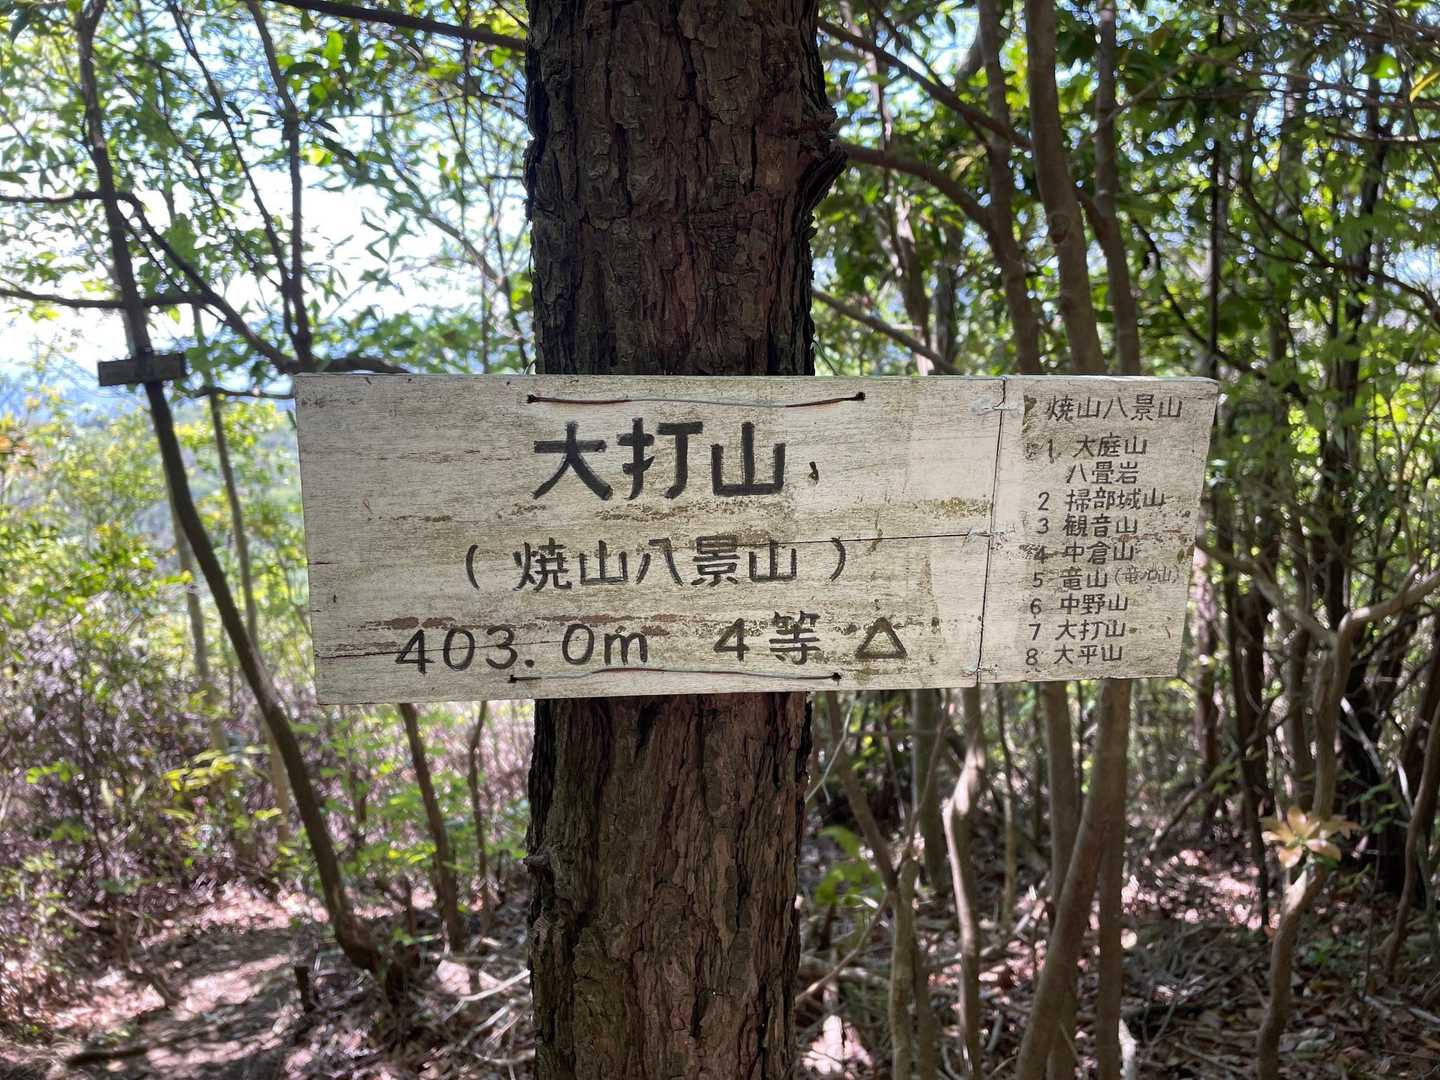 大打山
(焼山八景山)
403.0m 4等 △
焼山八景山
1 大庭山
八畳岩
2 掃部城山
3 観音山
4 中倉山
5 竜山(竜刈山)
6 中野山
7 大打山
8 大平山